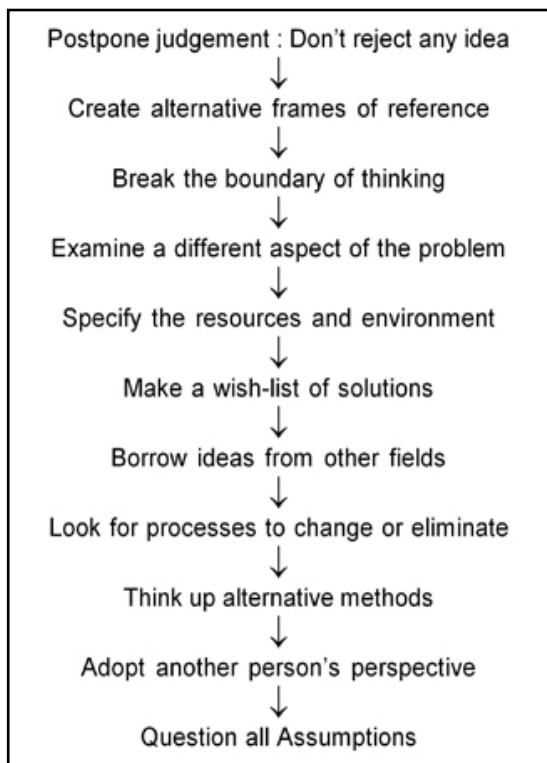 Postpone judgement : Don't reject any idea
Create alternative frames of reference
Break the boundary of thinking
Examine a different aspect of the problem
Specify the resources and environment
Make a wish-list of solutions
Borrow ideas from other fields
Look for processes to change or eliminate
Think up alternative methods
Adopt another person's perspective
Question all Assumptions